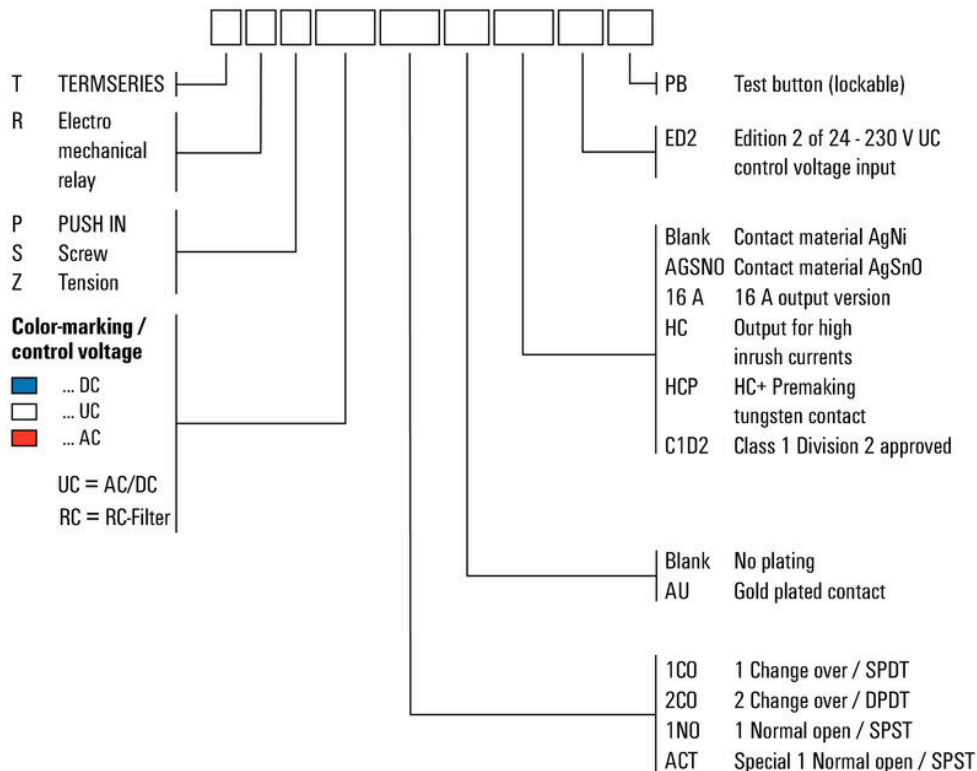 T TERMSERIES
R Electro
mechanical
relay
P PUSH IN
S Screw
Z Tension
Color-marking /
control voltage
... DC
... UC
... AC
UC = AC/DC
RC = RC-Filter
PB Test button (lockable)
ED2 Edition 2 of 24 - 230 V UC
control voltage input
Blank Contact material AgNi
AGSNO Contact material AgSnO
16 A 16 A output version
HC Output for high
inrush currents
HCP HC+ Premaking
tungsten contact
C1D2 Class 1 Division 2 approved
Blank No plating
AU Gold plated contact
1CO 1 Change over / SPDT
2CO 2 Change over / DPDT
1NO 1 Normal open / SPST
ACT Special 1 Normal open / SPST